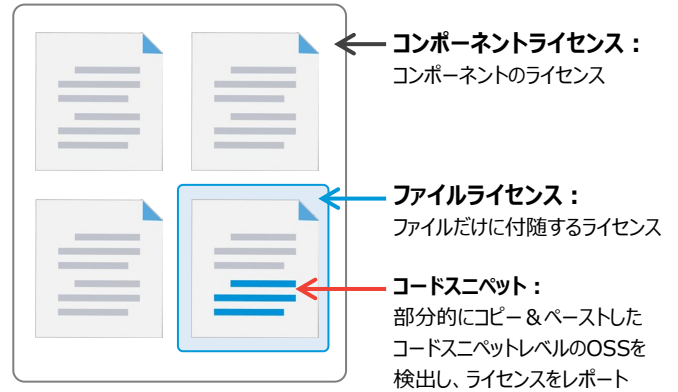 コンポーネントライセンス：
コンポーネントのライセンス
ファイルライセンス：
ファイルだけに付随するライセンス
コードスニペット：
部分的にコピー＆ペーストした
コードスニペットレベルのOSSを
検出し、ライセンスをレポート